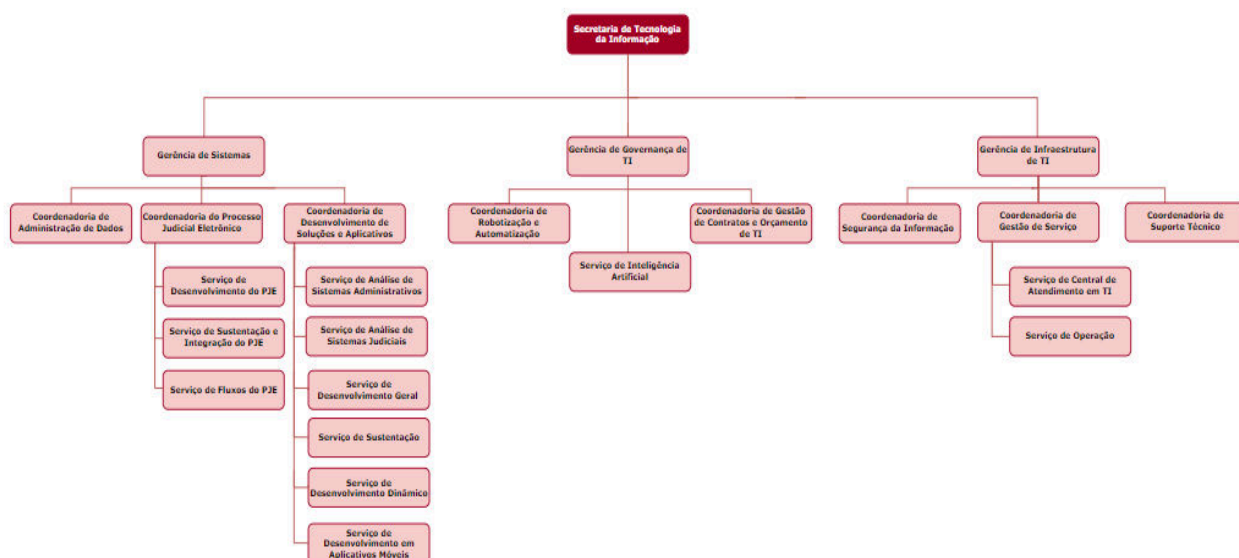 Secretaria de Tecnologia
da Informação
Gerência de Sistemas
Gerência de Governança de
TI
Gerência de Infraestrutura
de TI
Coordenadoria de
Administração de Dados
Coordenadoria do Processo
Judicial Eletrônico
Coordenadoria de
Desenvolvimento de
Soluções e Aplicativos
Coordenadoria de
Robotização e
Automatização
Coordenadoria de Gestão
de Contratos e Orçamento
de TI
Coordenadoria de
Segurança da Informação
Coordenadoria de
Gestão de Serviço
Coordenadoria de
Suporte Técnico
Serviço de
Desenvolvimento do PJE
Serviço de Sustentação e
Integração do PJE
Serviço de Fluxos do PJE
Serviço de Análise de
Sistemas Administrativos
Serviço de Análise de
Sistemas Judiciais
Serviço de
Desenvolvimento Geral
Serviço de Sustentação
Serviço de
Desenvolvimento Dinâmico
Serviço de
Desenvolvimento em
Aplicativos Móveis
Serviço de Inteligência
Artificial
Serviço de Central de
Atendimento em TI
Serviço de Operação